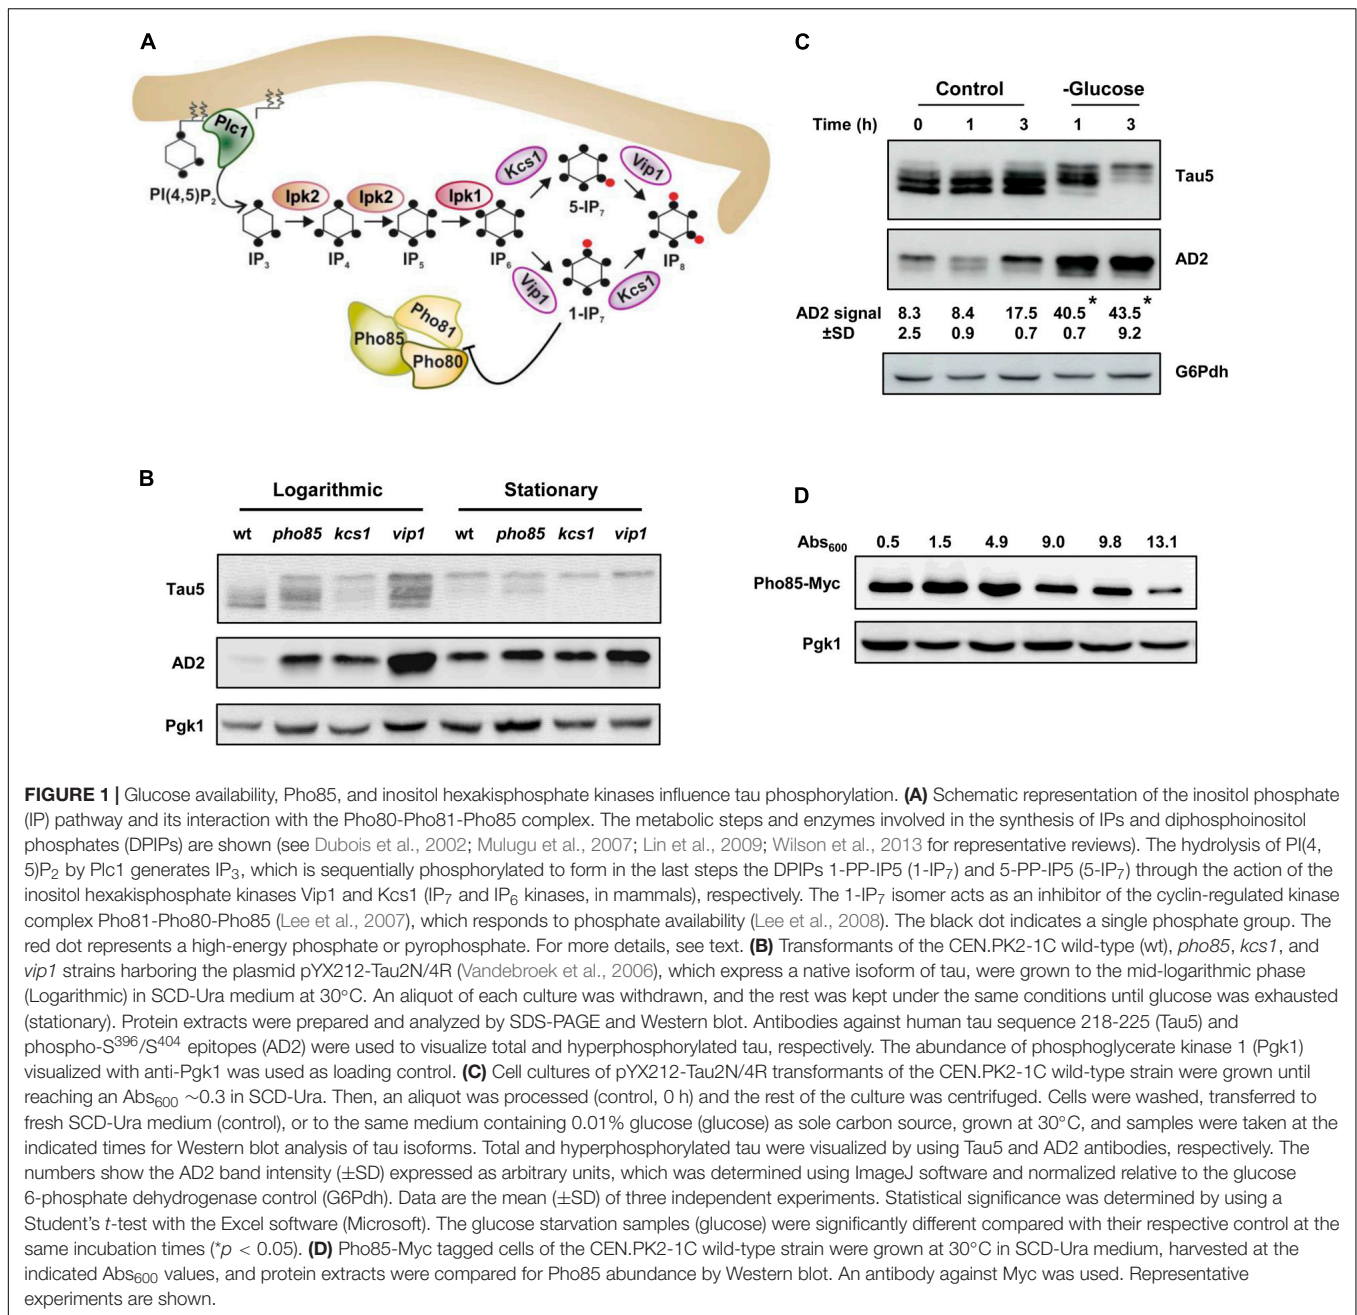 A
Plc1
PI(4,5)P2
Ipk2
Ipk2
Ipk1
Kcs1
Vip1
5-IP7
IP3
IP4
IP5
IP6
IP8
Vip1
Kcs1
1-IP7
Pho81
Pho85
Pho80
C
Control -Glucose
Time (h) 0 1 3 1 3
Tau5
AD2
AD2 signal 8.3 8.4 17.5 40.5* 43.5*
±SD 2.5 0.9 0.7 0.7 9.2
G6Pdh
B
Logarithmic Stationary
wt pho85 kcs1 vip1 wt pho85 kcs1 vip1
Tau5
AD2
Pgk1
D
Abs600 0.5 1.5 4.9 9.0 9.8 13.1
Pho85-Myc
Pgk1
FIGURE 1 | Glucose availability, Pho85, and inositol hexakisphosphate kinases influence tau phosphorylation. (A) Schematic representation of the inositol phosphate
(IP) pathway and its interaction with the Pho80-Pho81-Pho85 complex. The metabolic steps and enzymes involved in the synthesis of IPs and diphosphoinositol
phosphates (DPIPs) are shown (see Dubois et al., 2002; Mulugu et al., 2007; Lin et al., 2009; Wilson et al., 2013 for representative reviews). The hydrolysis of PI(4,
5)P2 by Plc1 generates IP3, which is sequentially phosphorylated to form in the last steps the DPIPs 1-PP-IP5 (1-IP7) and 5-PP-IP5 (5-IP7) through the action of the
inositol hexakisphosphate kinases Vip1 and Kcs1 (IP7 and IP6 kinases, in mammals), respectively. The 1-IP7 isomer acts as an inhibitor of the cyclin-regulated kinase
complex Pho81-Pho80-Pho85 (Lee et al., 2007), which responds to phosphate availability (Lee et al., 2008). The black dot indicates a single phosphate group. The
red dot represents a high-energy phosphate or pyrophosphate. For more details, see text. (B) Transformants of the CEN.PK2-1C wild-type (wt), pho85, kcs1, and
vip1 strains harboring the plasmid pYX212-Tau2N/4R (Vandebroek et al., 2006), which express a native isoform of tau, were grown to the mid-logarithmic phase
(Logarithmic) in SCD-Ura medium at 30°C. An aliquot of each culture was withdrawn, and the rest was kept under the same conditions until glucose was exhausted
(stationary). Protein extracts were prepared and analyzed by SDS-PAGE and Western blot. Antibodies against human tau sequence 218-225 (Tau5) and
phospho-S396/S404 epitopes (AD2) were used to visualize total and hyperphosphorylated tau, respectively. The abundance of phosphoglycerate kinase 1 (Pgk1)
visualized with anti-Pgk1 was used as loading control. (C) Cell cultures of pYX212-Tau2N/4R transformants of the CEN.PK2-1C wild-type strain were grown until
reaching an Abs600 ∼0.3 in SCD-Ura. Then, an aliquot was processed (control, 0 h) and the rest of the culture was centrifuged. Cells were washed, transferred to
fresh SCD-Ura medium (control), or to the same medium containing 0.01% glucose (glucose) as sole carbon source, grown at 30°C, and samples were taken at the
indicated times for Western blot analysis of tau isoforms. Total and hyperphosphorylated tau were visualized by using Tau5 and AD2 antibodies, respectively. The
numbers show the AD2 band intensity (±SD) expressed as arbitrary units, which was determined using ImageJ software and normalized relative to the glucose
6-phosphate dehydrogenase control (G6Pdh). Data are the mean (±SD) of three independent experiments. Statistical significance was determined by using a
Student's t-test with the Excel software (Microsoft). The glucose starvation samples (glucose) were significantly different compared with their respective control at the
same incubation times (*p < 0.05). (D) Pho85-Myc tagged cells of the CEN.PK2-1C wild-type strain were grown at 30°C in SCD-Ura medium, harvested at the
indicated Abs600 values, and protein extracts were compared for Pho85 abundance by Western blot. An antibody against Myc was used. Representative
experiments are shown.